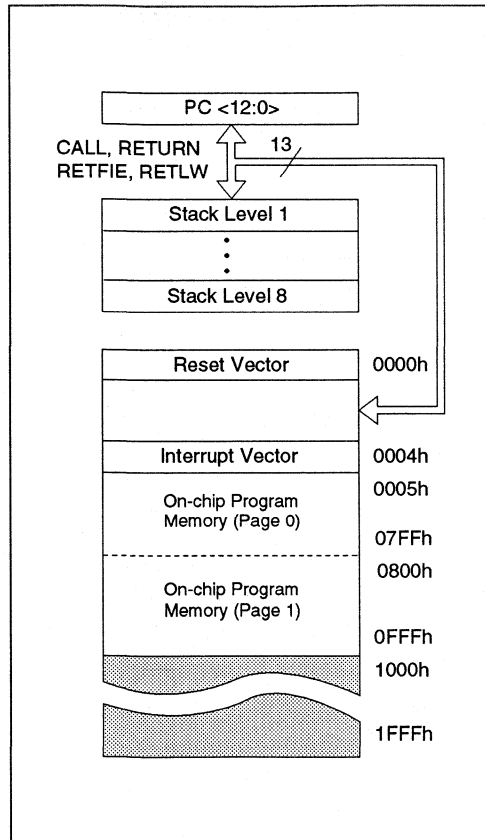 PC <12:0>
CALL, RETURN
RETFIE, RETLW
13
Stack Level 1
Stack Level 8
Reset Vector
0000h
Interrupt Vector
0004h
0005h
On-chip Program
Memory (Page 0)
07FFh
0800h
On-chip Program
Memory (Page 1)
0FFFh
1000h
1FFFh